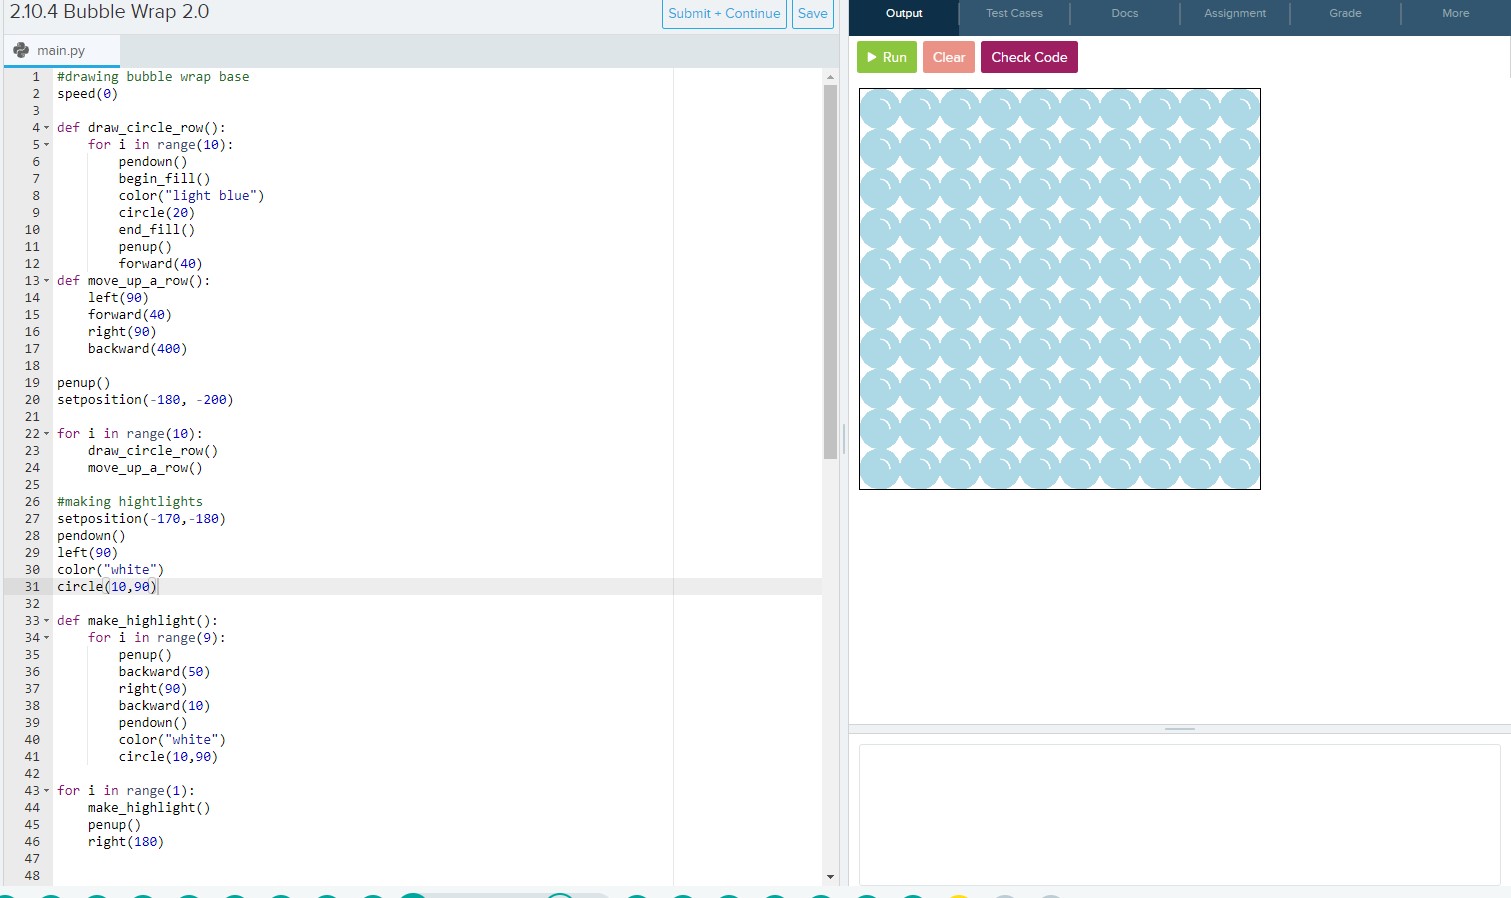 2.10.4 Bubble Wrap 2.0
Submit + Continue
Save
Output
Test Cases
Docs
Assignment
Grade
More
main.py
Run
Clear
Check Code
1 #drawing bubble wrap base
2 speed(0)
3
4 def draw_circle_row():
5 for i in range(10):
6 pendown()
7 begin_fill()
8 color("light blue")
9 circle(20)
10 end_fill()
11 penup()
12 forward(40)
13 def move_up_a_row():
14 left(90)
15 forward(40)
16 right(90)
17 backward(400)
18
19 penup()
20 setposition(-180, -200)
21
22 for i in range(10):
23 draw_circle_row()
24 move_up_a_row()
25
26 #making hightlights
27 setposition(-170,-180)
28 pendown()
29 left(90)
30 color("white")
31 circle(10,90)
32
33 def make_highlight():
34 for i in range(9):
35 penup()
36 backward(50)
37 right(90)
38 backward(10)
39 pendown()
40 color("white")
41 circle(10,90)
42
43 for i in range(1):
44 make_highlight()
45 penup()
46 right(180)
47
48